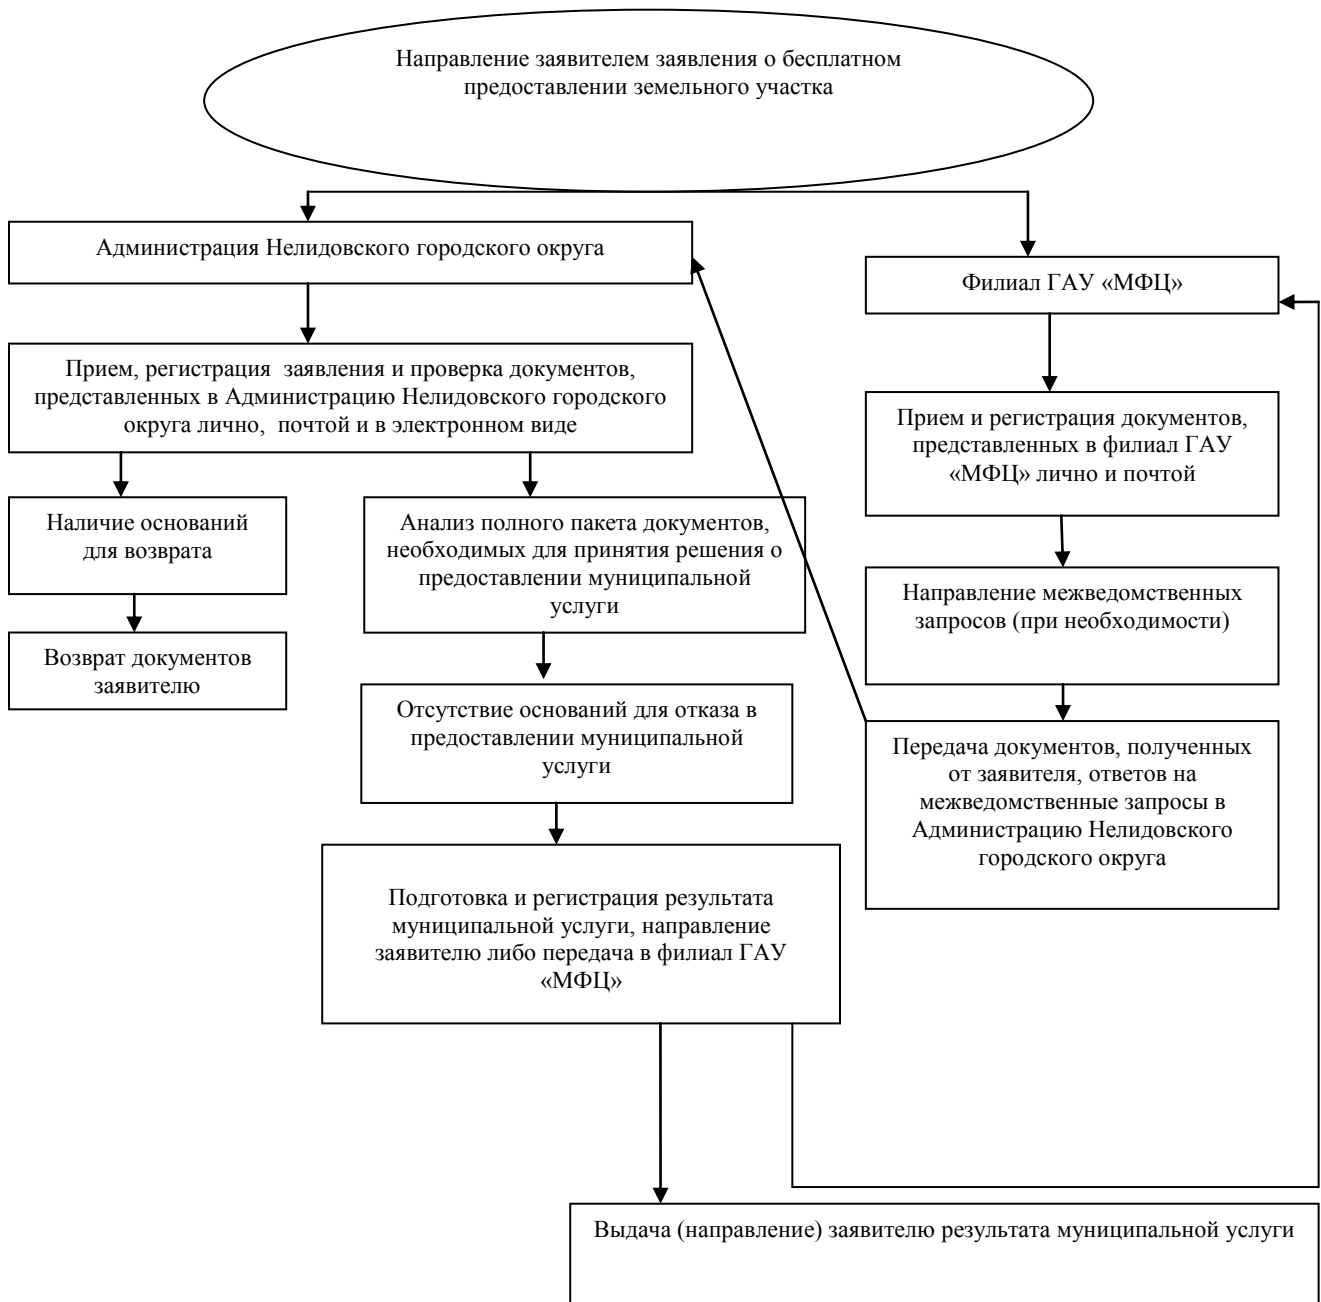 Направление заявителем заявления о бесплатном
предоставлении земельного участка
Администрация Нелидовского городского округа
Филиал ГАУ «МФЦ»
Прием, регистрация  заявления и проверка документов,
представленных в Администрацию Нелидовского городского
округа лично,  почтой и в электронном виде
Прием и регистрация документов,
представленных в филиал ГАУ
«МФЦ» лично и почтой
Наличие оснований
для возврата
Анализ полного пакета документов,
необходимых для принятия решения о
предоставлении муниципальной
услуги
Направление межведомственных
запросов (при необходимости)
Возврат документов
заявителю
Отсутствие оснований для отказа в
предоставлении муниципальной
услуги
Передача документов, полученных
от заявителя, ответов на
межведомственные запросы в
Администрацию Нелидовского
городского округа
Подготовка и регистрация результата
муниципальной услуги, направление
заявителю либо передача в филиал ГАУ
«МФЦ»
Выдача (направление) заявителю результата муниципальной услуги